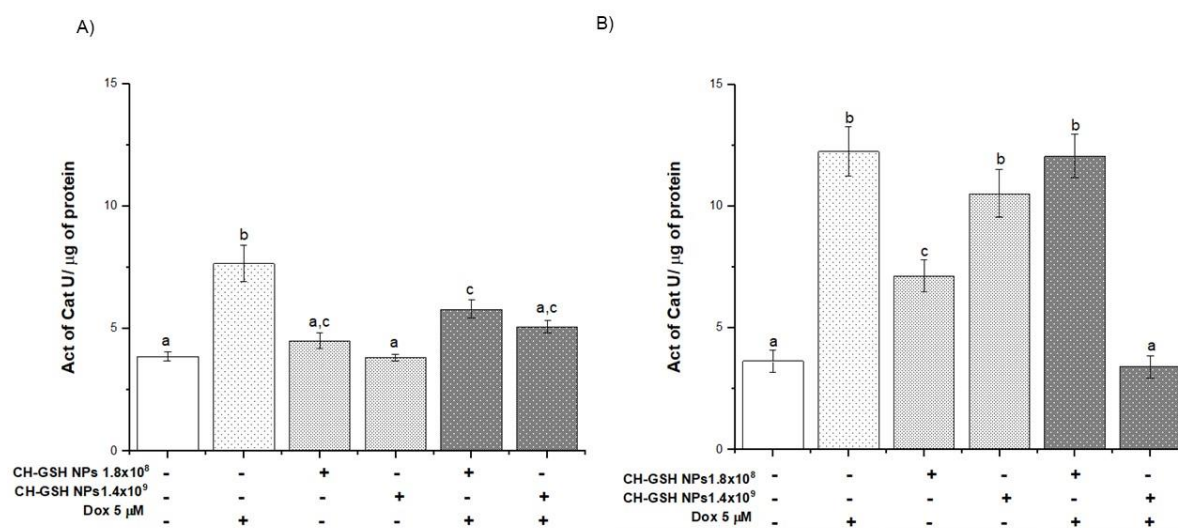 A)
15
10
5
0
Act of Cat U/ µg of protein
a
b
a,c
a
c
a,c
CH-GSH NPs 1.8x10⁸ - - + - + -
CH-GSH NPs1.4x10⁹ - - - + - +
Dox 5 µM - + - - + +
B)
15
10
5
0
Act of Cat U/ µg of protein
a
b
c
b
b
a
CH-GSH NPs1.8x10⁸ - - + - + -
CH-GSH NPs1.4x10⁹ - - - + - +
Dox 5 µM - + - - + +